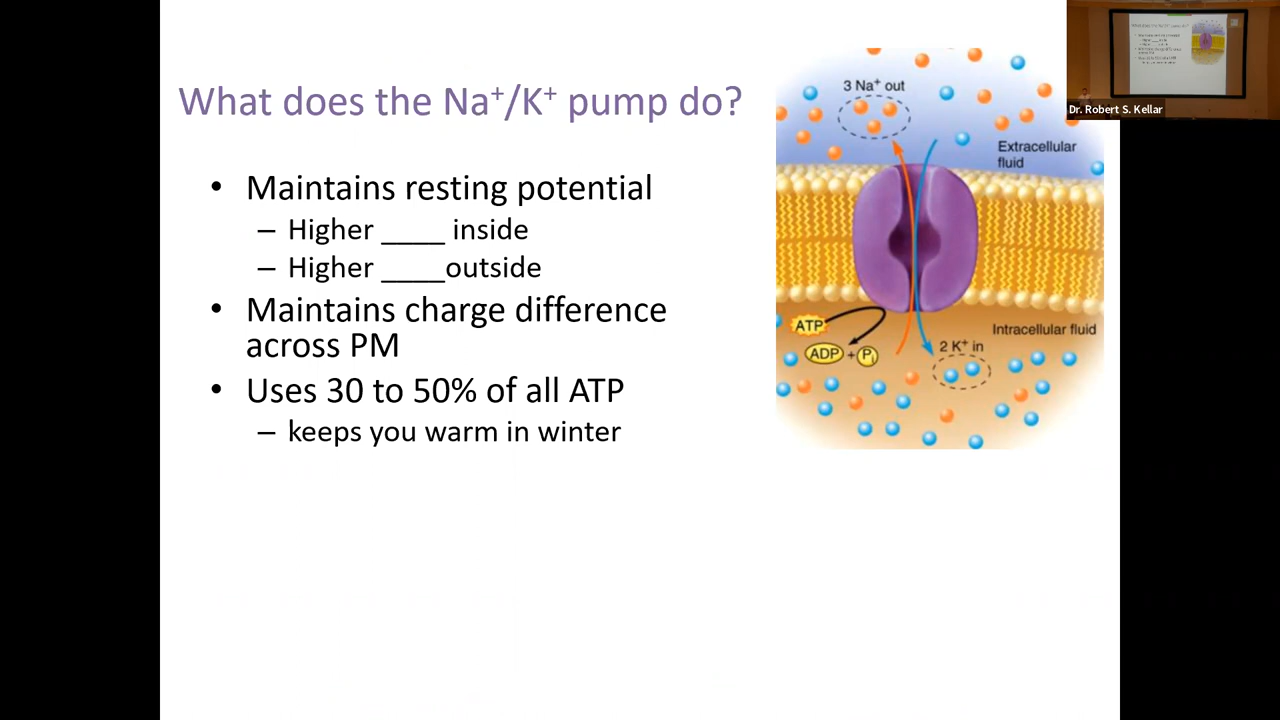 What does the Na⁺/K⁺ pump do?
• Maintains resting potential
– Higher ____ inside
– Higher ____outside
• Maintains charge difference
across PM
• Uses 30 to 50% of all ATP
– keeps you warm in winter
3 Na⁺ out
Extracellular
fluid
Intracellular fluid
ATP
ADP + Pi
2 K⁺ in
Dr. Robert S. Kellar